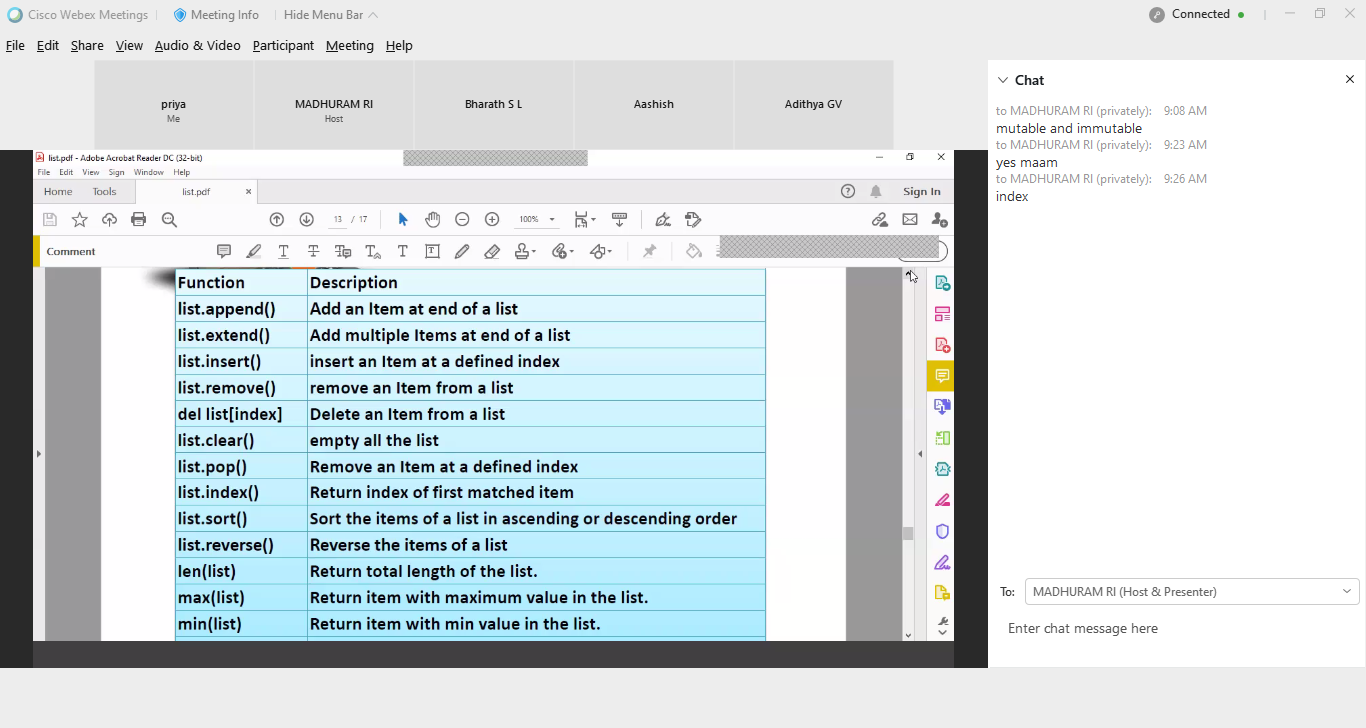 Cisco Webex Meetings Meeting Info Hide Menu Bar Connected
File Edit Share View Audio & Video Participant Meeting Help
priya
Me
MADHURAM RI
Host
Bharath S L
Aashish
Adithya GV
list.pdf - Adobe Acrobat Reader DC (32-bit)
File Edit View Sign Window Help
Home Tools list.pdf Sign In
13 / 17 100%
Comment
Function Description
list.append() Add an Item at end of a list
list.extend() Add multiple Items at end of a list
list.insert() insert an Item at a defined index
list.remove() remove an Item from a list
del list[index] Delete an Item from a list
list.clear() empty all the list
list.pop() Remove an Item at a defined index
list.index() Return index of first matched item
list.sort() Sort the items of a list in ascending or descending order
list.reverse() Reverse the items of a list
len(list) Return total length of the list.
max(list) Return item with maximum value in the list.
min(list) Return item with min value in the list.
Chat
to MADHURAM RI (privately): 9:08 AM
mutable and immutable
to MADHURAM RI (privately): 9:23 AM
yes maam
to MADHURAM RI (privately): 9:26 AM
index
To: MADHURAM RI (Host & Presenter)
Enter chat message here